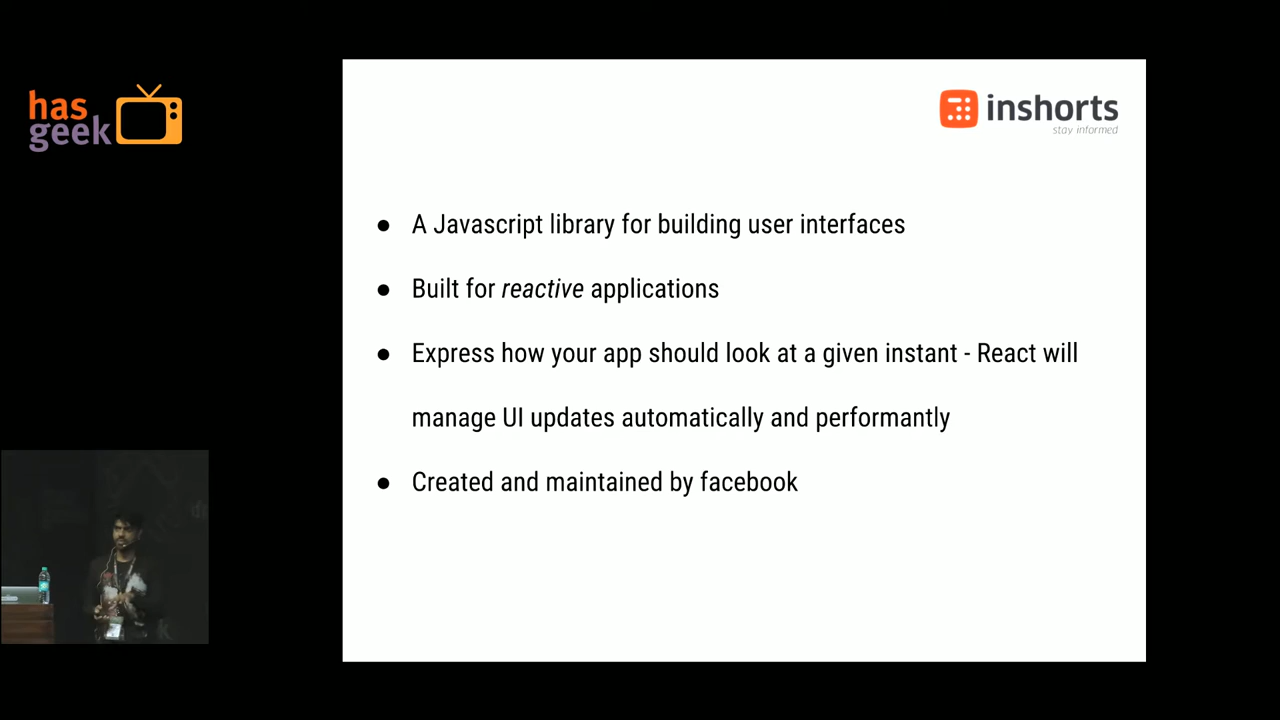 has
geek
inshorts
stay informed
● A Javascript library for building user interfaces
● Built for reactive applications
● Express how your app should look at a given instant - React will
manage UI updates automatically and performantly
● Created and maintained by facebook